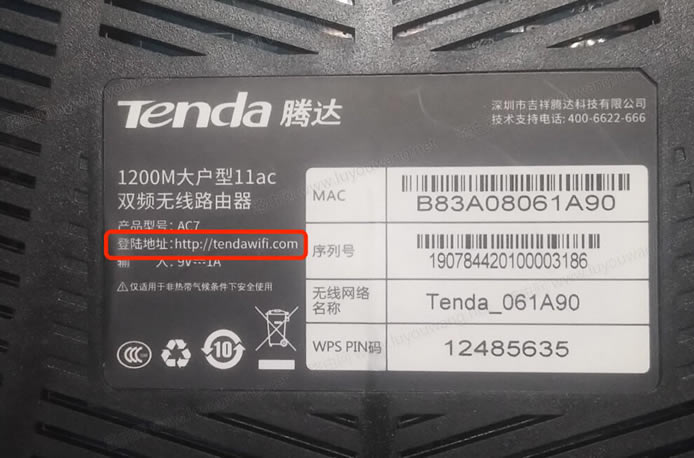 Tenda 腾达
深圳市吉祥腾达科技有限公司
技术支持电话: 400-6622-666
1200M大户型11ac
双频无线路由器
产品型号: AC7
登陆地址:http://tendawifi.com
输 入: 9V⎓1A
⚠仅适用于非热带气候条件下安全使用
CCC
10
MAC
B83A08061A90
序列号
190784420100003186
无线网络
名称
Tenda_061A90
WPS PIN码
12485635
www.luyouwang.net